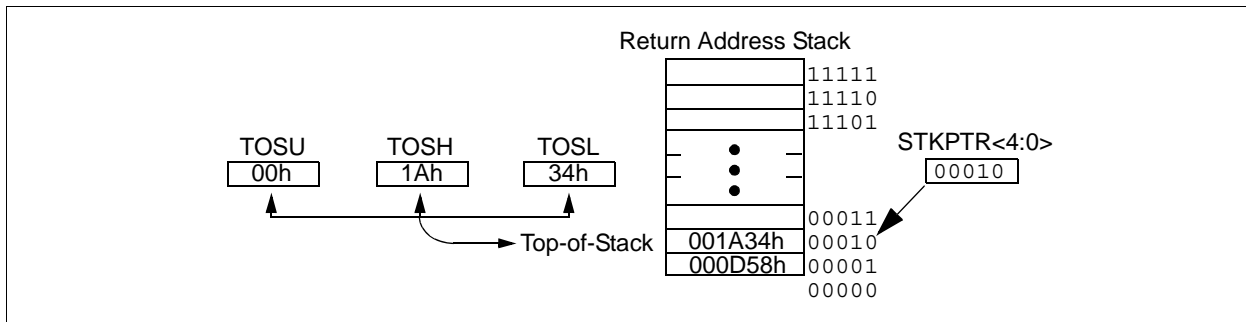 Return Address Stack
11111
11110
11101
TOSU TOSH TOSL
00h 1Ah 34h
STKPTR<4:0>
00010
00011
Top-of-Stack 001A34h 00010
000D58h 00001
00000